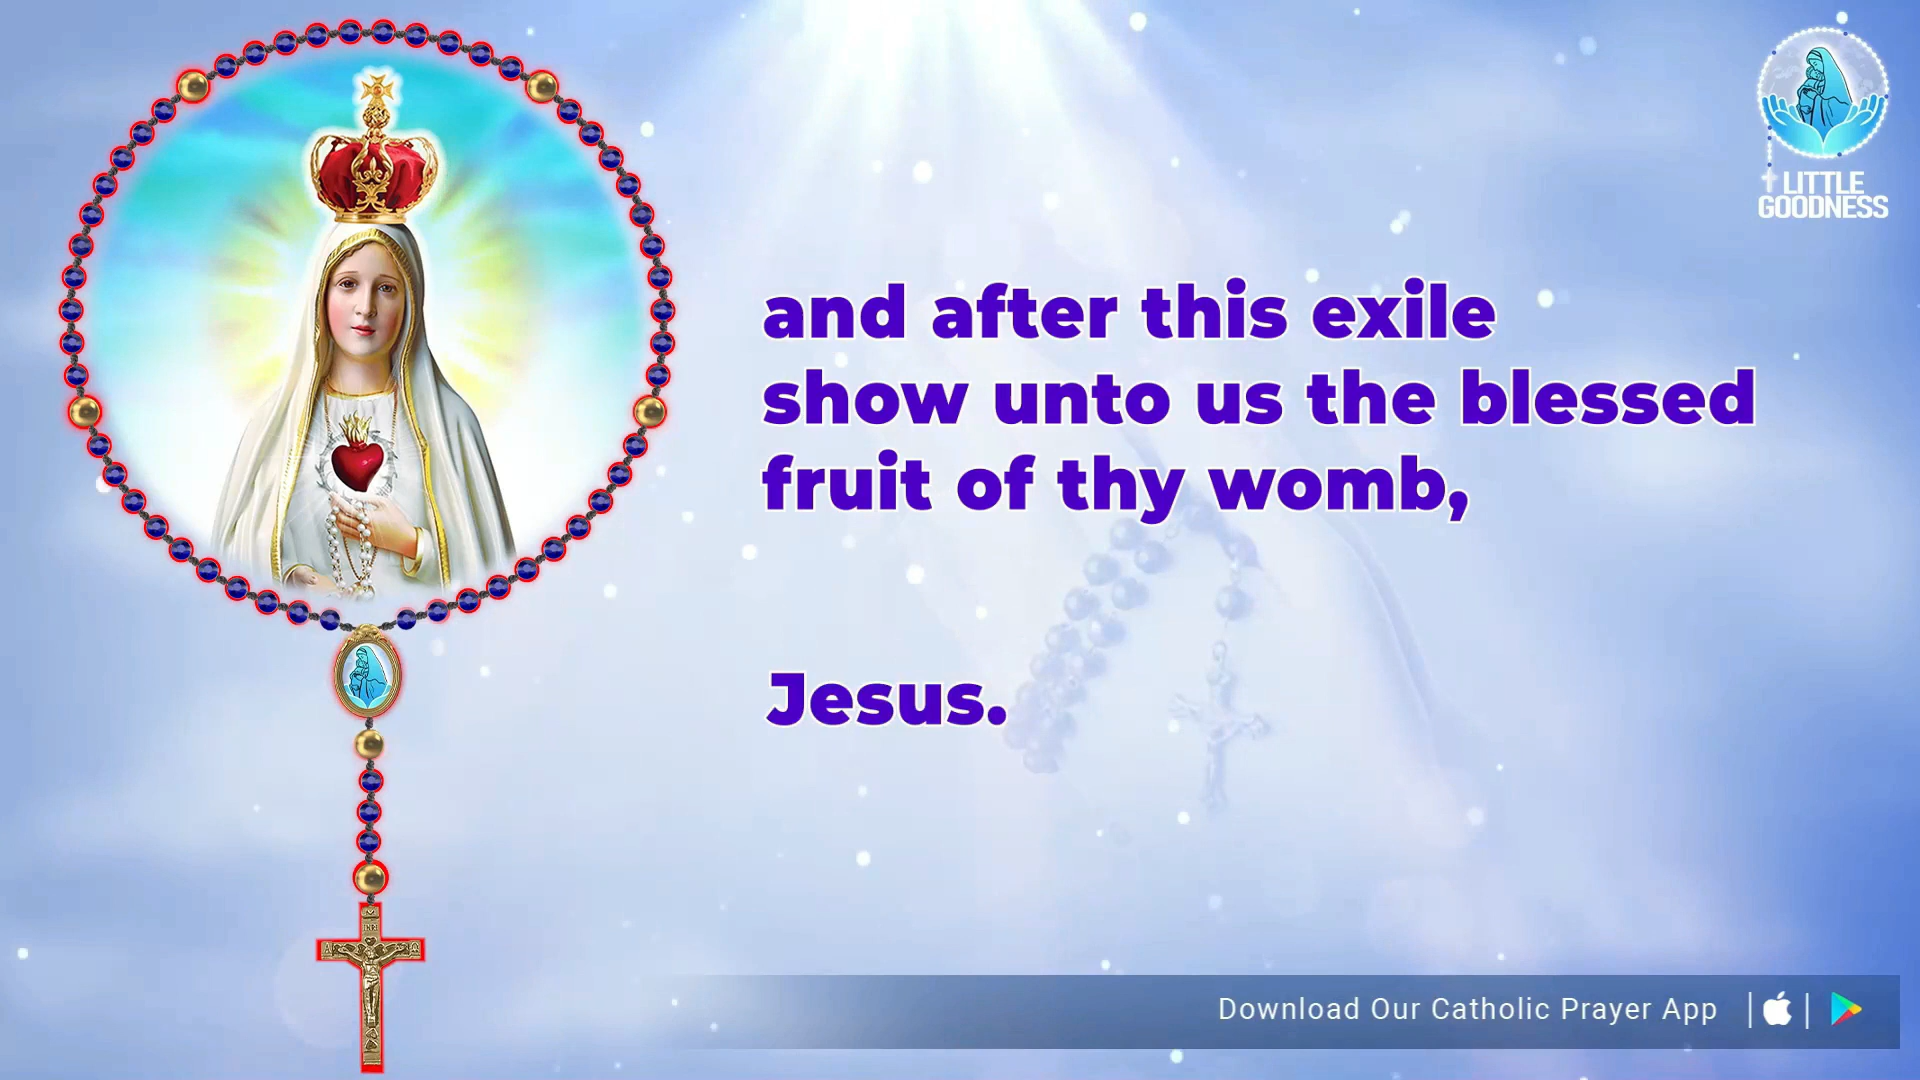 LITTLE
GOODNESS
and after this exile
show unto us the blessed
fruit of thy womb,
Jesus.
INRI
Download Our Catholic Prayer App